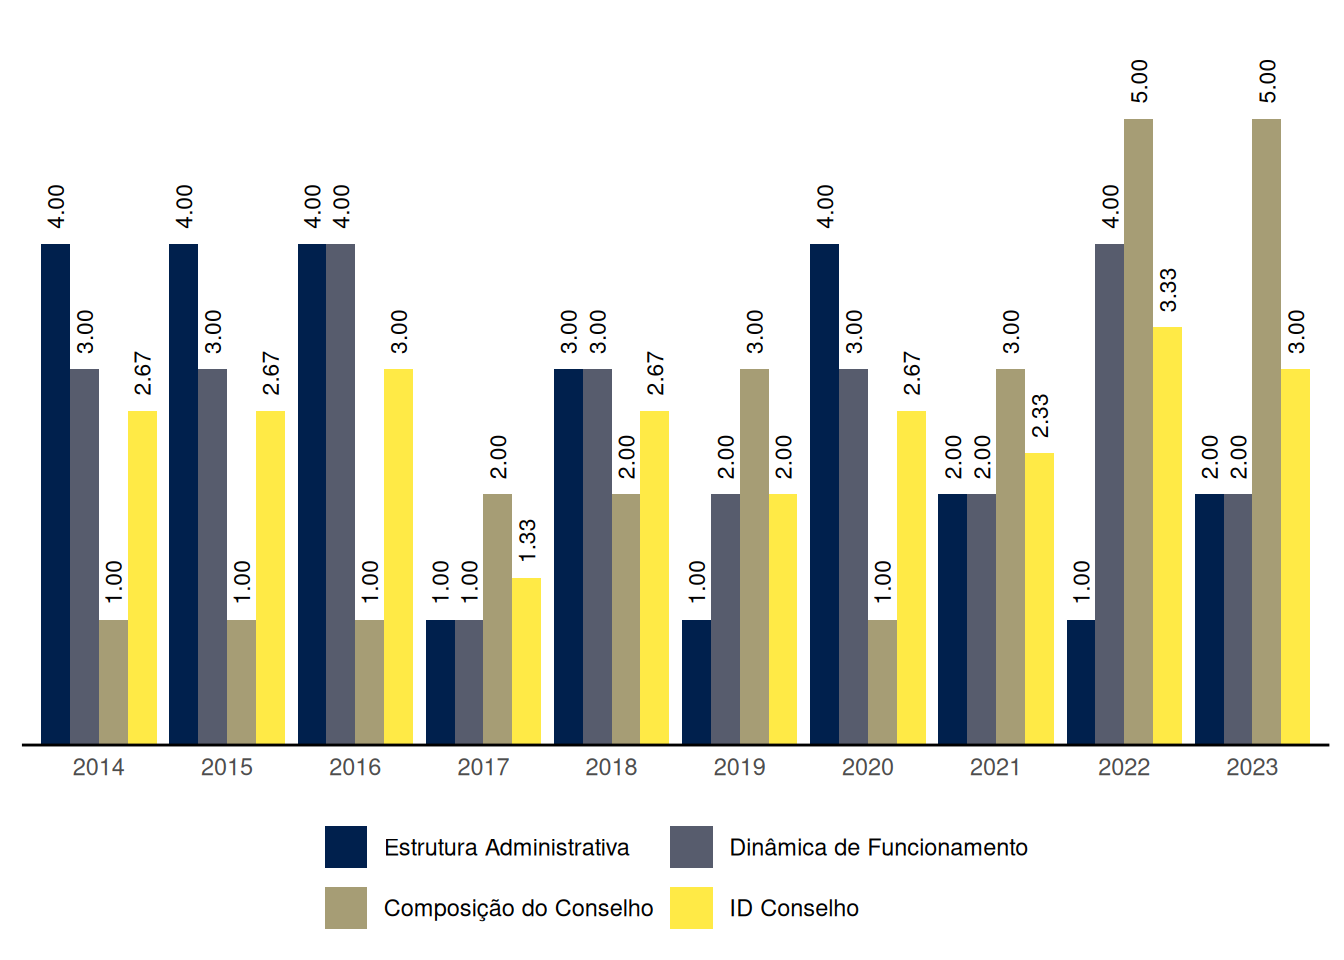 5.00 5.00
4.00 4.00 4.00 4.00 4.00 4.00
3.33
3.00 3.00 3.00 3.00 3.00 3.00 3.00 3.00 3.00
2.67 2.67 2.67 2.67
2.33
2.00 2.00 2.00 2.00 2.00 2.00 2.00 2.00
1.33
1.00 1.00 1.00 1.00 1.00 1.00 1.00 1.00
2014 2015 2016 2017 2018 2019 2020 2021 2022 2023
Estrutura Administrativa Dinâmica de Funcionamento
Composição do Conselho ID Conselho